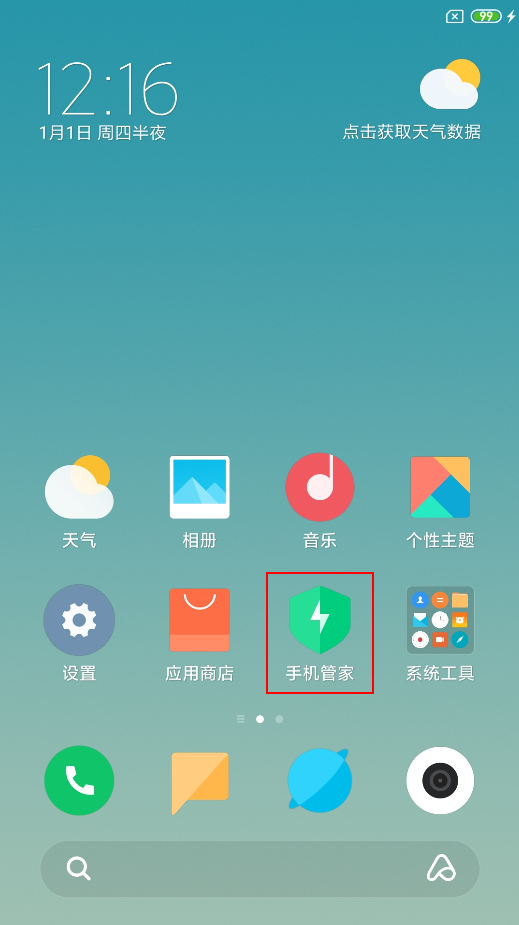 99
12:16
1月1日 周四半夜
点击获取天气数据
天气
相册
音乐
个性主题
设置
应用商店
手机管家
系统工具